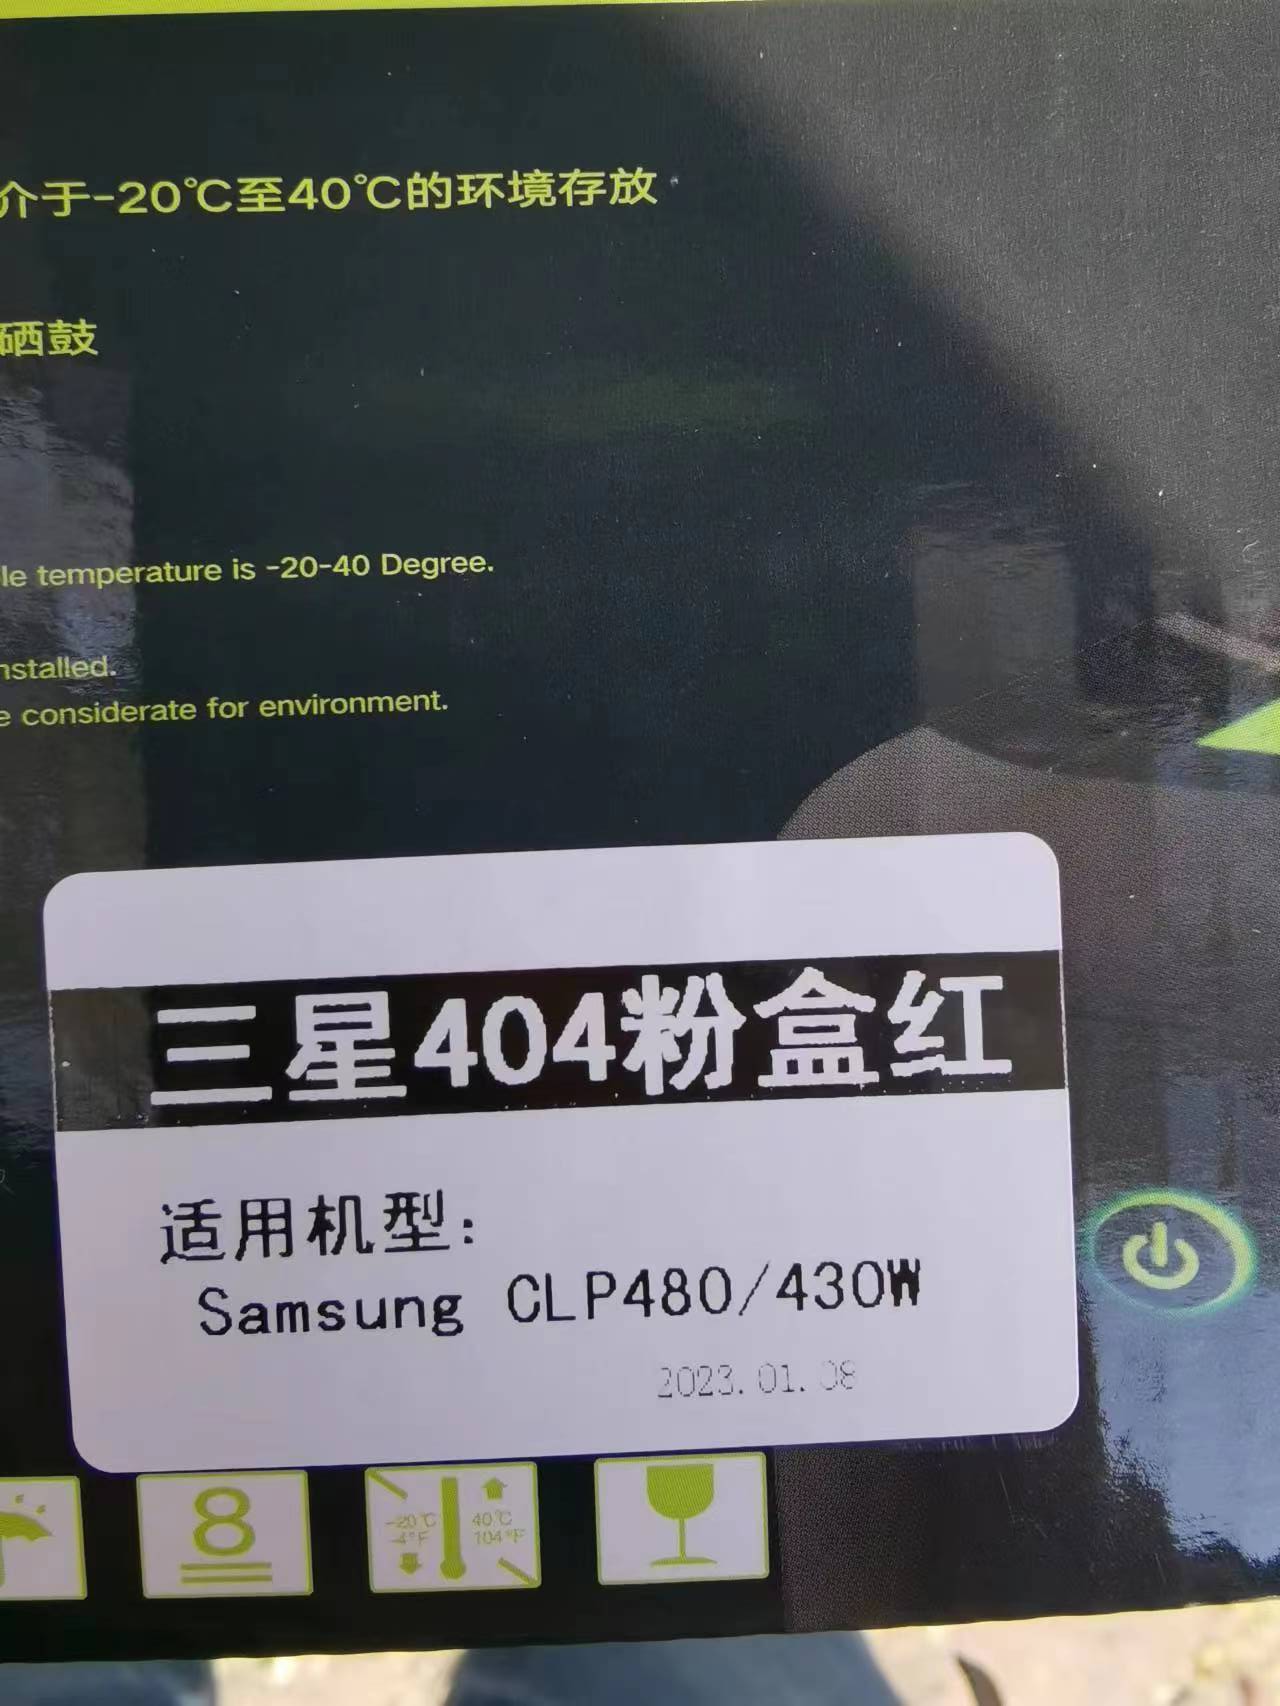 介于-20℃至40℃的环境存放
硒鼓
le temperature is -20-40 Degree.
nstalled.
e considerate for environment.
三星404粉盒红
适用机型:
Samsung CLP480/430W
2023.01.08
8
-20℃ 40℃
-4°F 104°F